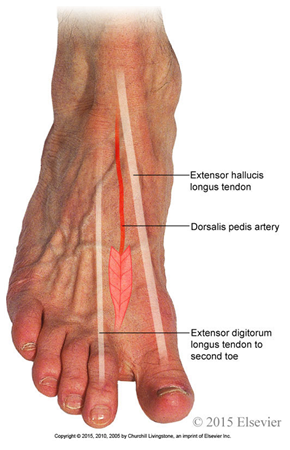 Extensor hallucis
longus tendon
Dorsalis pedis artery
Extensor digitorum
longus tendon to
second toe
© 2015 Elsevier
Copyright © 2015, 2010, 2005 by Churchill Livingstone, an imprint of Elsevier Inc.